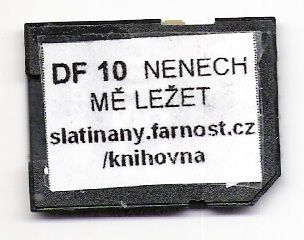 DF 10 NENECH
MĚ LEŽET
slatinany.farnost.cz
/knihovna